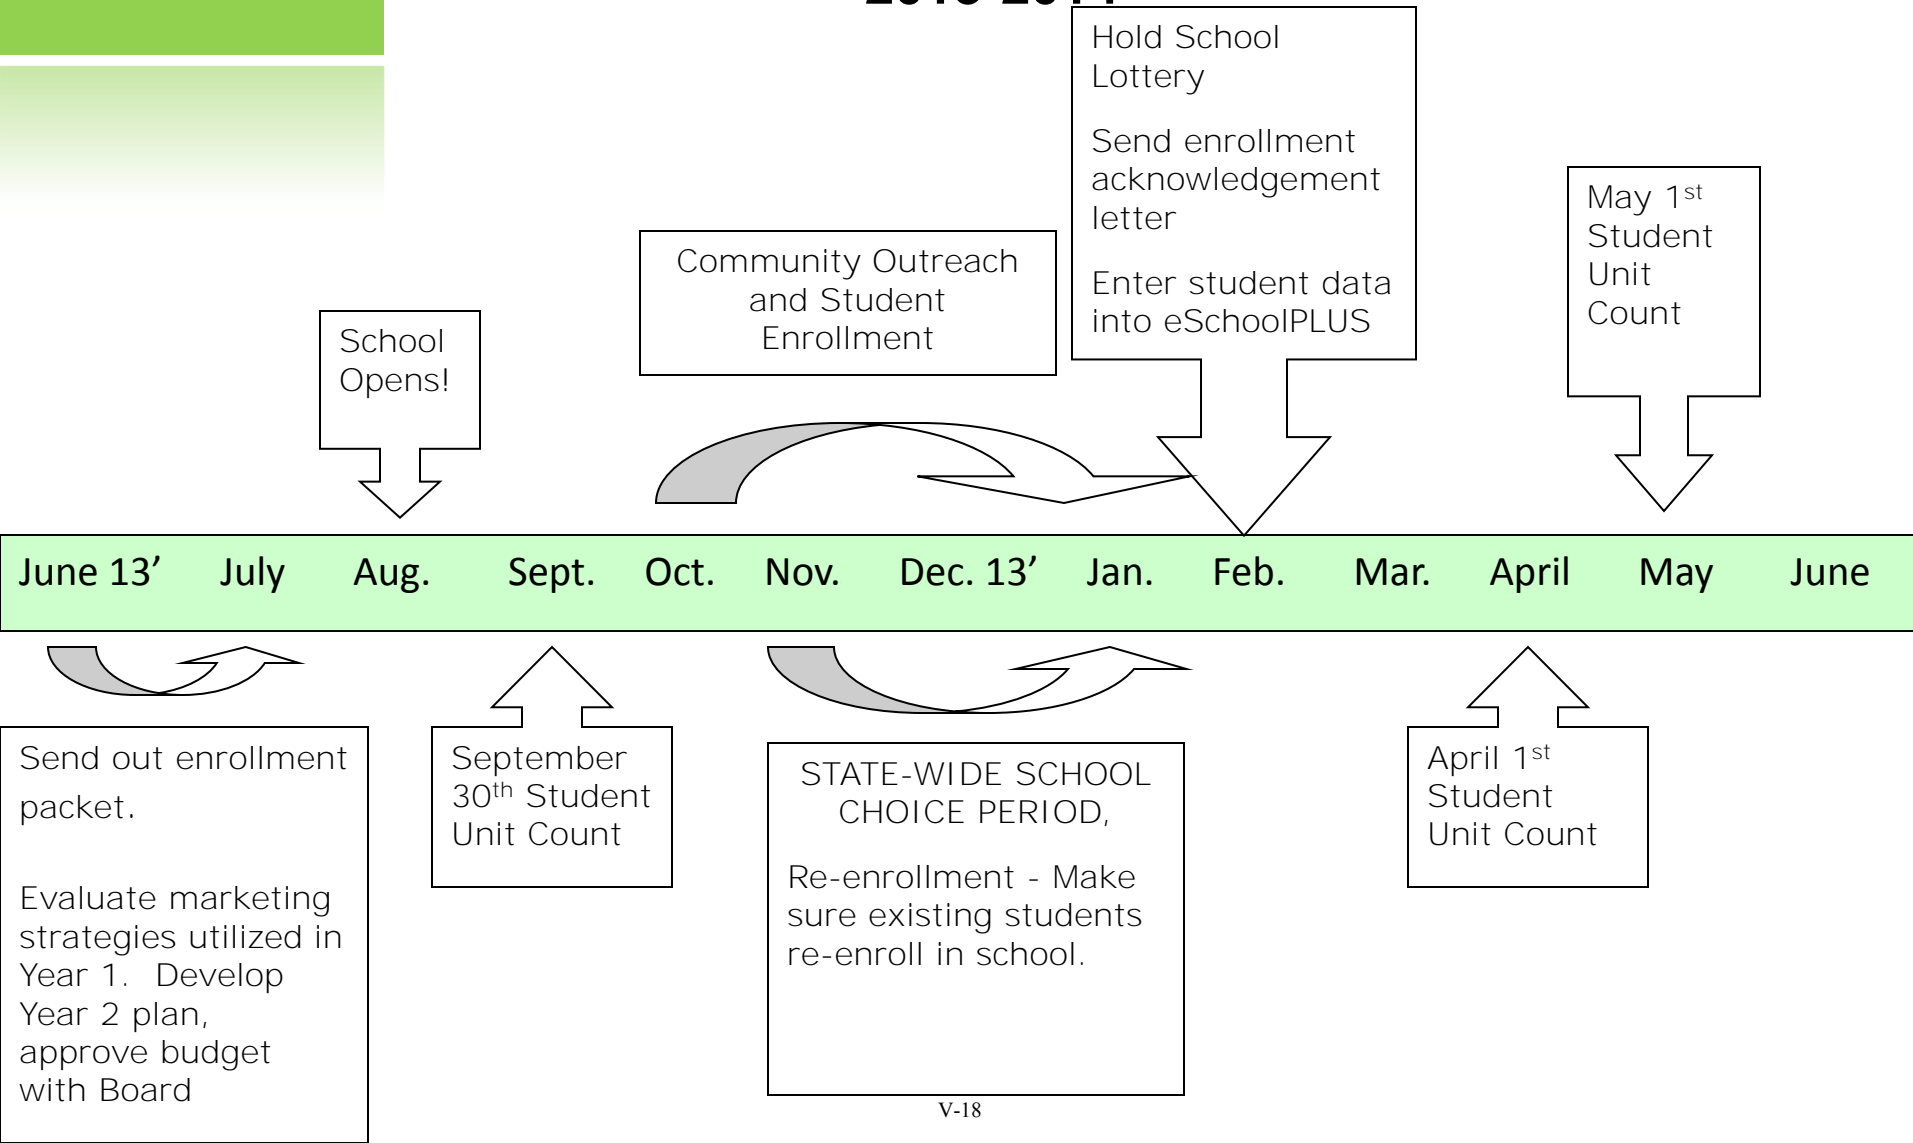 2013-2014
Hold School
Lottery
Send enrollment
acknowledgement
letter
Enter student data
into eSchoolPLUS
May 1st
Student
Unit
Count
Community Outreach
and Student
Enrollment
School
Opens!
June 13’ July Aug. Sept. Oct. Nov. Dec. 13’ Jan. Feb. Mar. April May June
Send out enrollment
packet.
Evaluate marketing
strategies utilized in
Year 1. Develop
Year 2 plan,
approve budget
with Board
September
30th Student
Unit Count
STATE-WIDE SCHOOL
CHOICE PERIOD,
Re-enrollment - Make
sure existing students
re-enroll in school.
April 1st
Student
Unit Count
V-18